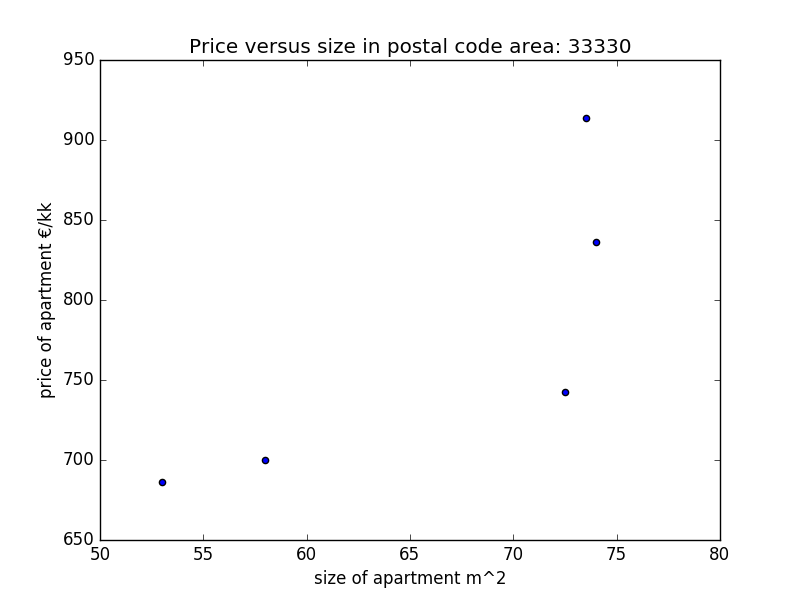 Price versus size in postal code area: 33330
950
900
850
800
750
700
650
price of apartment €/kk
50 55 60 65 70 75 80
size of apartment m^2